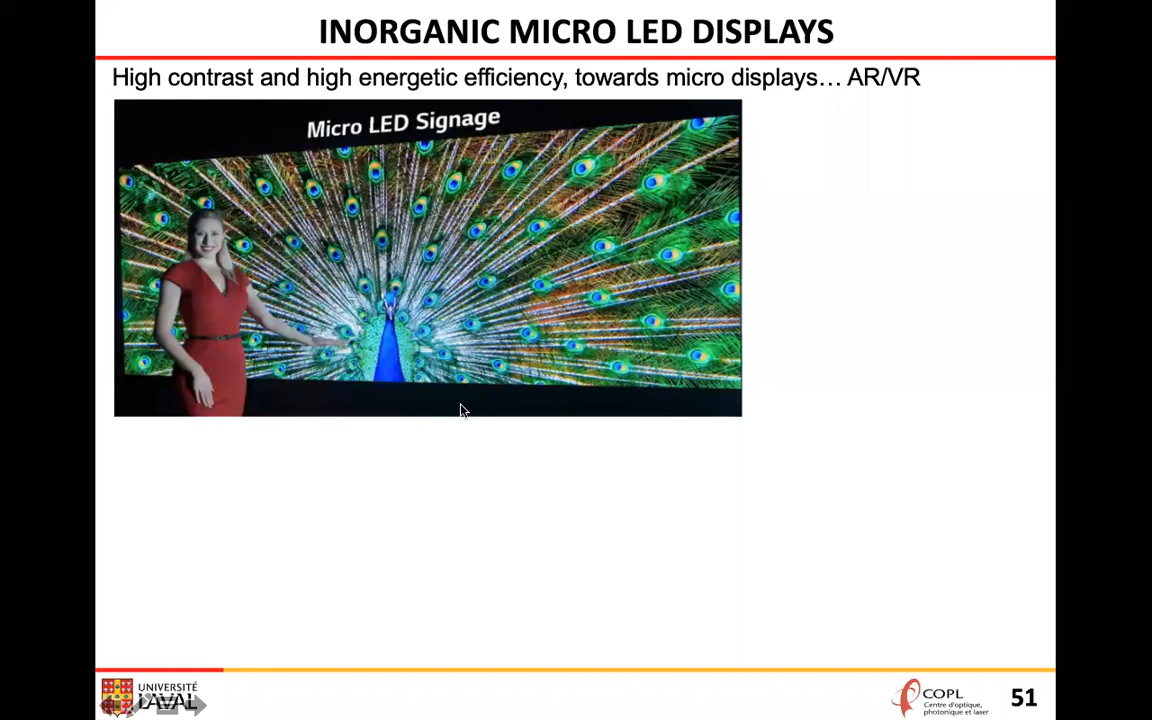 INORGANIC MICRO LED DISPLAYS
High contrast and high energetic efficiency, towards micro displays… AR/VR
Micro LED Signage
UNIVERSITÉ
LAVAL
COPL
Centre d'optique,
photonique et laser
51